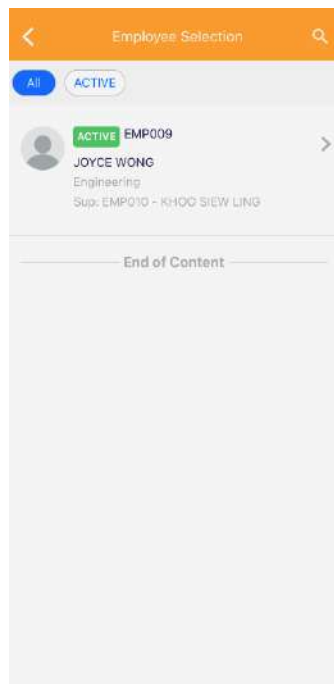 Employee Selection
All ACTIVE
ACTIVE EMP009
JOYCE WONG
Engineering
Sup: EMP010 - KHOO SIEW LING
End of Content